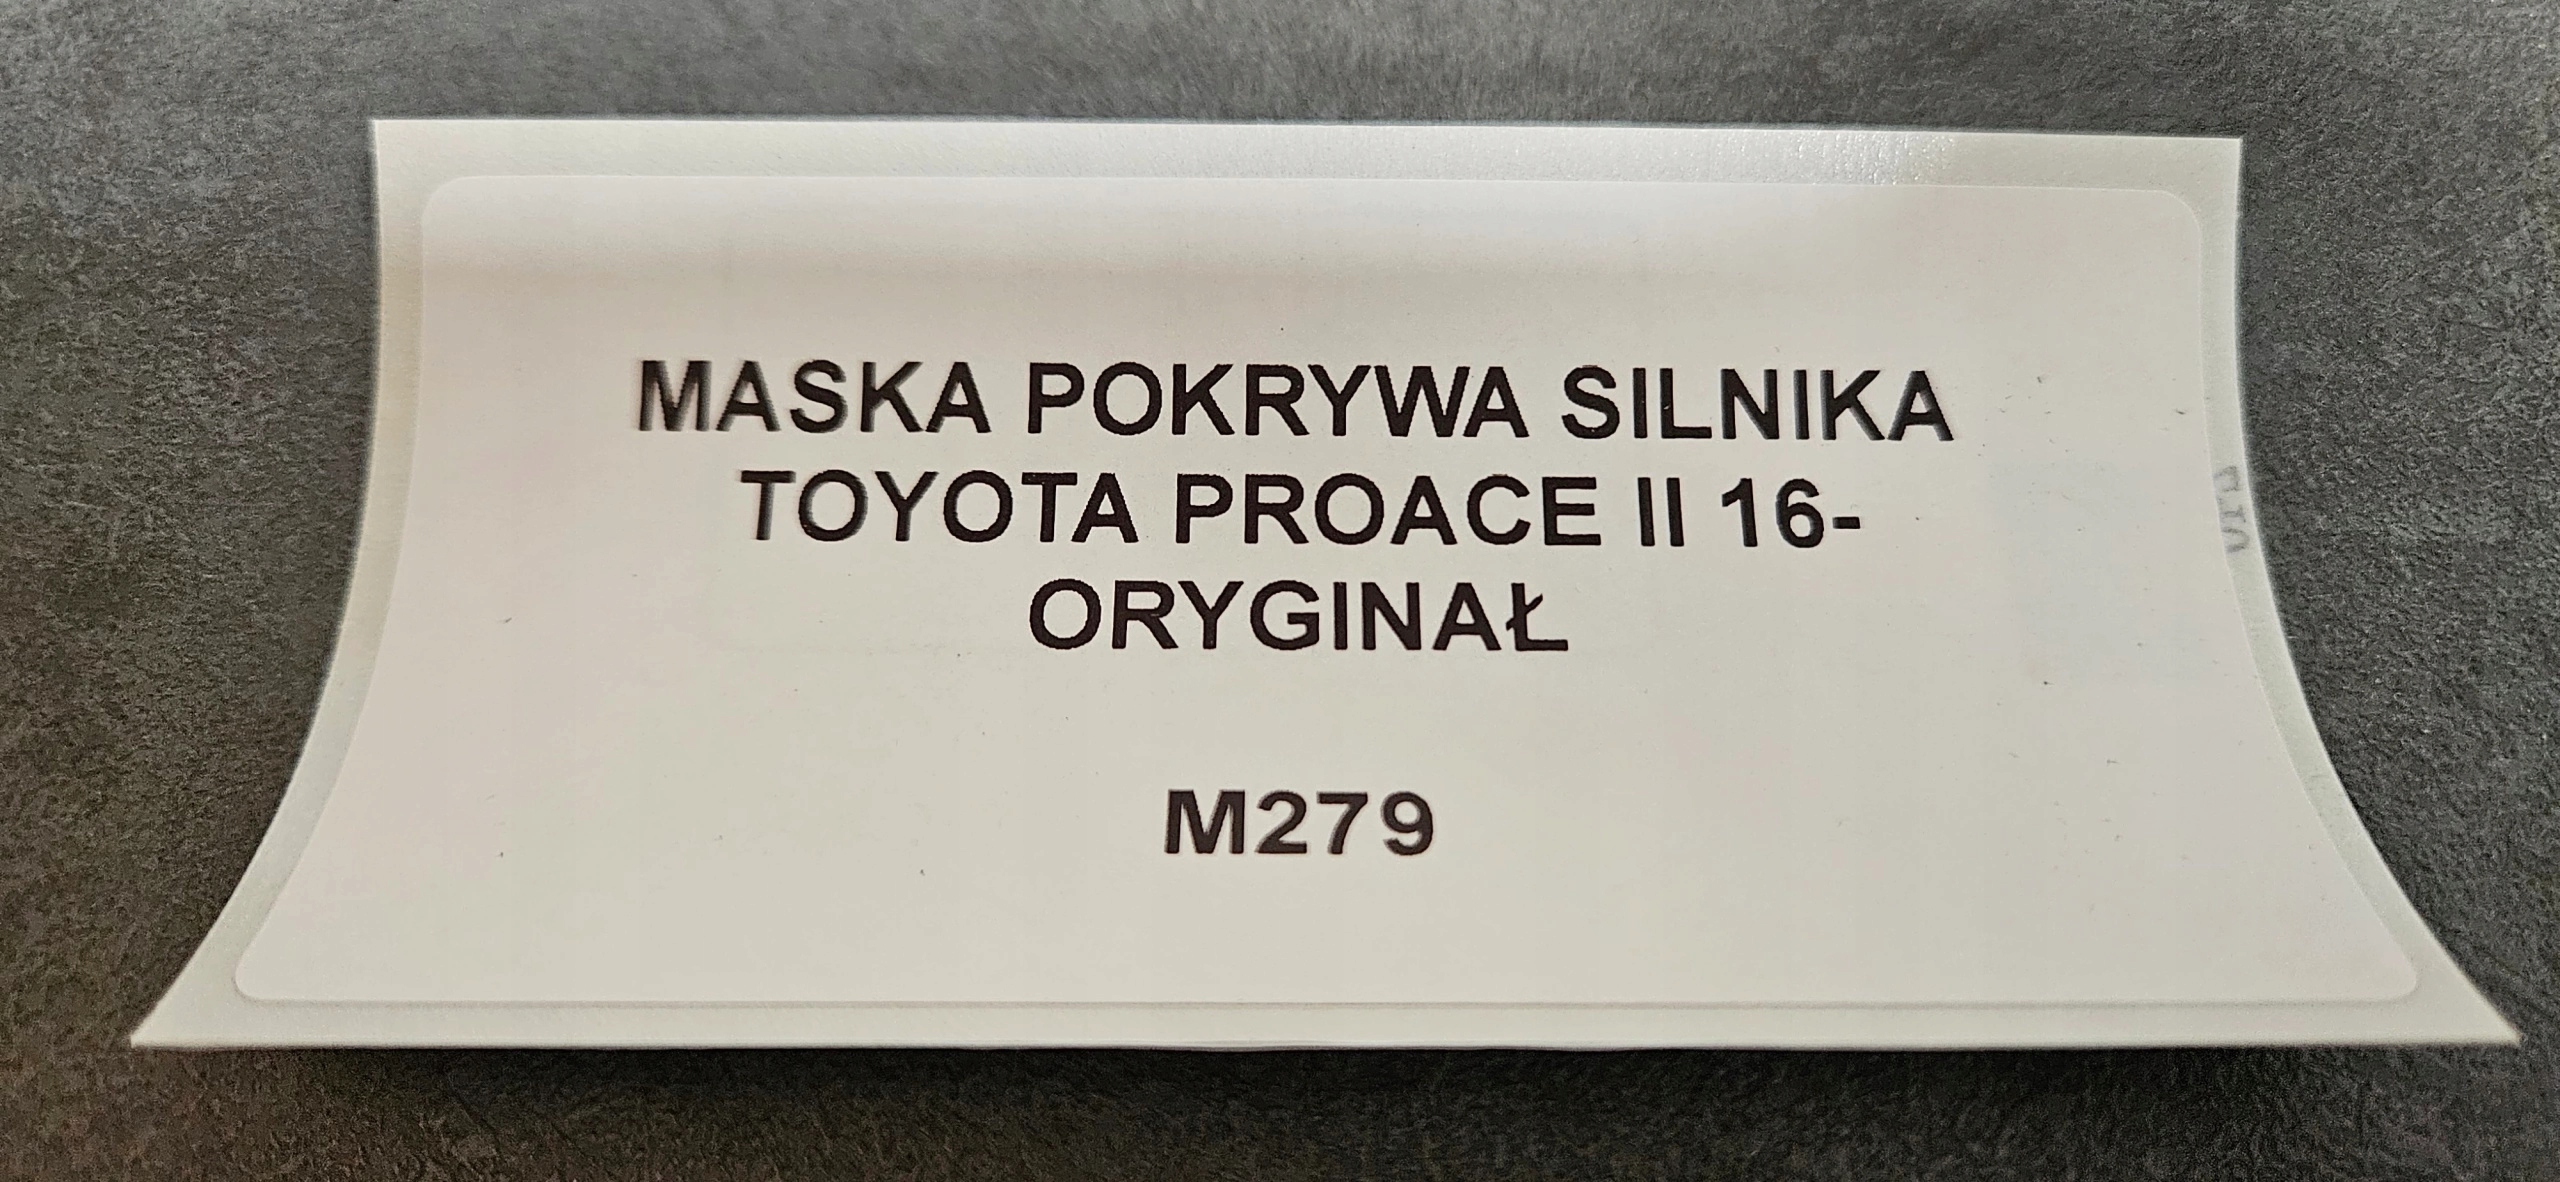 MASKA POKRYWA SILNIKA
TOYOTA PROACE II 16-
ORYGINAŁ
M279